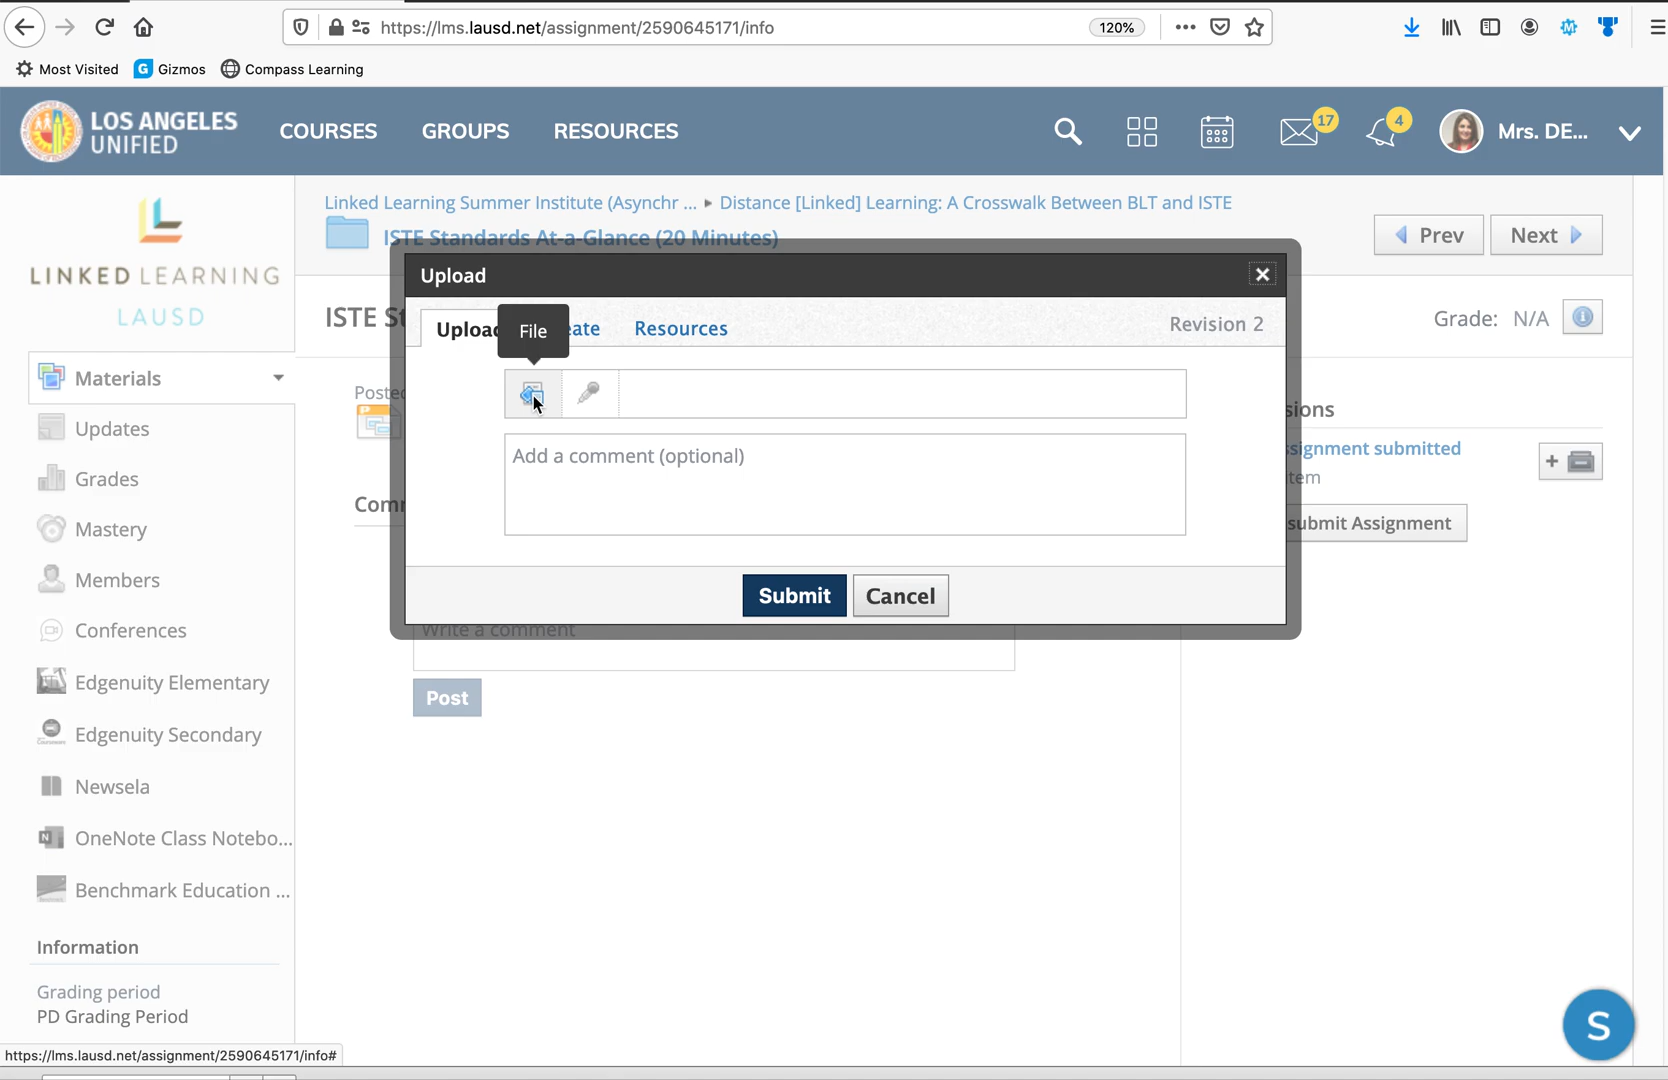 https://lms.lausd.net/assignment/2590645171/info
120%
Most Visited
G Gizmos
Compass Learning
LOS ANGELES
UNIFIED
COURSES
GROUPS
RESOURCES
17
4
Mrs. DE...
LINKED LEARNING
LAUSD
Linked Learning Summer Institute (Asynchr ... ▸ Distance [Linked] Learning: A Crosswalk Between BLT and ISTE
ISTE Standards At-a-Glance (20 Minutes)
Prev
Next
Upload
Upload
File
eate
Resources
Revision 2
ISTE S
Grade: N/A
Materials
Posted
sions
Updates
ssignment submitted
Add a comment (optional)
tem
Grades
Comm
Mastery
submit Assignment
Members
Submit
Cancel
Conferences
Write a comment
Edgenuity Elementary
Post
Edgenuity Secondary
Newsela
N OneNote Class Notebo...
Benchmark Education ...
Information
Grading period
PD Grading Period
S
https://lms.lausd.net/assignment/2590645171/info#